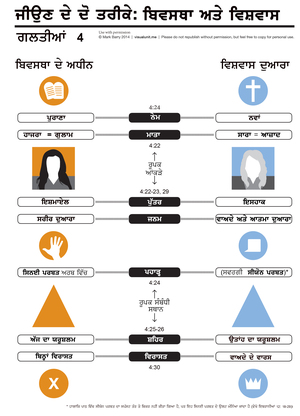 ਜੀਉਣ ਦੇ ਦੋ ਤਰੀਕੇ: ਬਿਵਸਥਾ ਅਤੇ ਵਿਸ਼ਵਾਸ
ਗਲਤੀਆਂ 4
Use with permission.
© Mark Barry 2014 | visualunit.me | Please do not republish without permission, but feel free to copy for personal use.
ਬਿਵਸਥਾ ਦੇ ਅਧੀਨ
ਵਿਸ਼ਵਾਸ ਦੁਆਰਾ
4:24
ਪੁਰਾਣਾ ਨੇਮ ਨਵਾਂ
ਹਾਜਰਾ = ਗੁਲਾਮ ਮਾਤਾ ਸਾਰਾ = ਆਜ਼ਾਦ
4:22
ਰੂਪਕ
ਆਂਕੜੇ
4:22-23, 29
ਇਸ਼ਮਾਏਲ ਪੁੱਤਰ ਇਸਹਾਕ
ਸਰੀਰ ਦੁਆਰਾ ਜਨਮ ਵਾਅਦੇ ਅਤੇ ਆਤਮਾ ਦੁਆਰਾ
ਸਿਨਈ ਪਰਬਤ ਅਰਬ ਵਿੱਚ ਪਹਾੜ੍ (ਸਵਰਗੀ ਸੀਯੋਨ ਪਰਬਤ)*
4:24
ਰੂਪਕ ਸੰਬੰਧੀ
ਸਥਾਨ
4:25-26
ਅੱਜ ਦਾ ਯਰੂਸ਼ਲਮ ਸ਼ਹਿਰ ਉਤਾਂਹ ਦਾ ਯਰੂਸ਼ਲਮ
ਬਿਨ੍ਹਾਂ ਵਿਰਾਸਤ ਵਿਰਾਸਤ ਵਾਅਦੇ ਦੇ ਵਾਰਸ
4:30
X